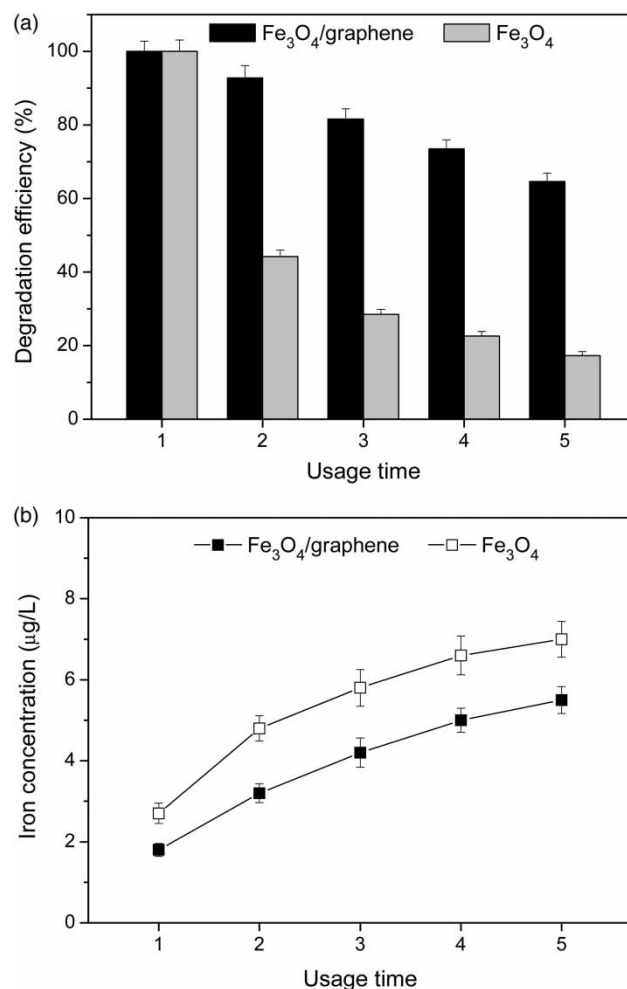 (a)
Fe₃O₄/graphene Fe₃O₄
100
80
60
40
20
0
Degradation efficiency (%)
1 2 3 4 5
Usage time
(b)
Fe₃O₄/graphene Fe₃O₄
10
8
6
4
2
0
Iron concentration (μg/L)
1 2 3 4 5
Usage time